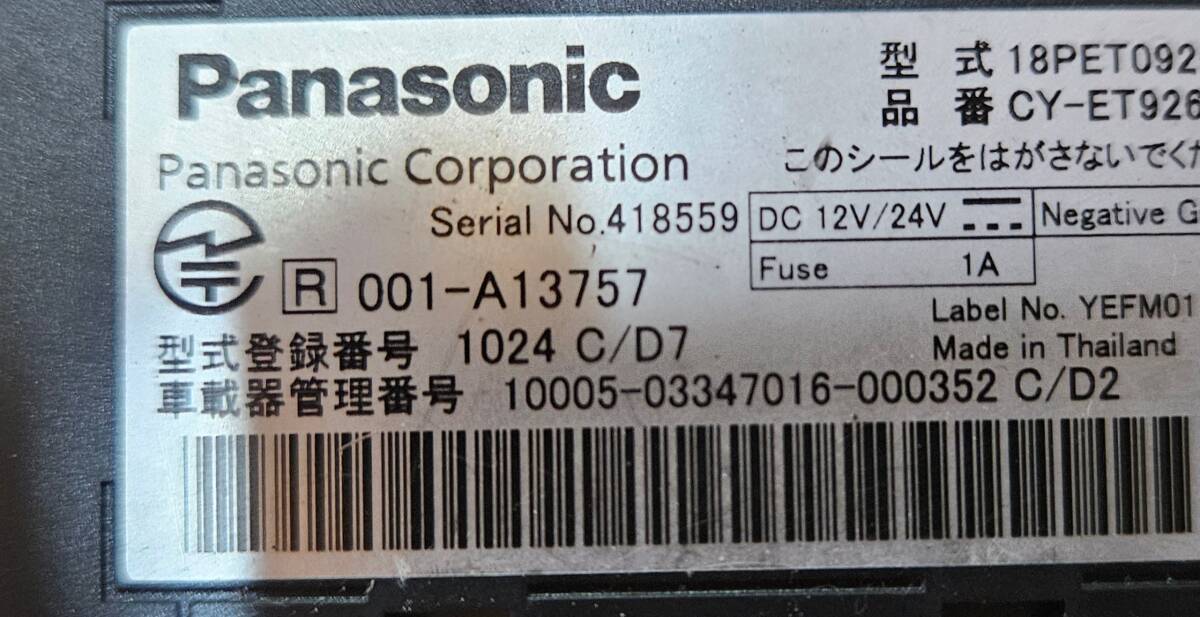 Panasonic
型 式 18PET092
品 番 CY-ET926
Panasonic Corporation
このシールをはがさないでくだ
Serial No.418559
DC 12V/24V
Negative G
Fuse 1A
R 001-A13757
Label No. YEFM01
型式登録番号 1024 C/D7
Made in Thailand
車載器管理番号 10005-03347016-000352 C/D2